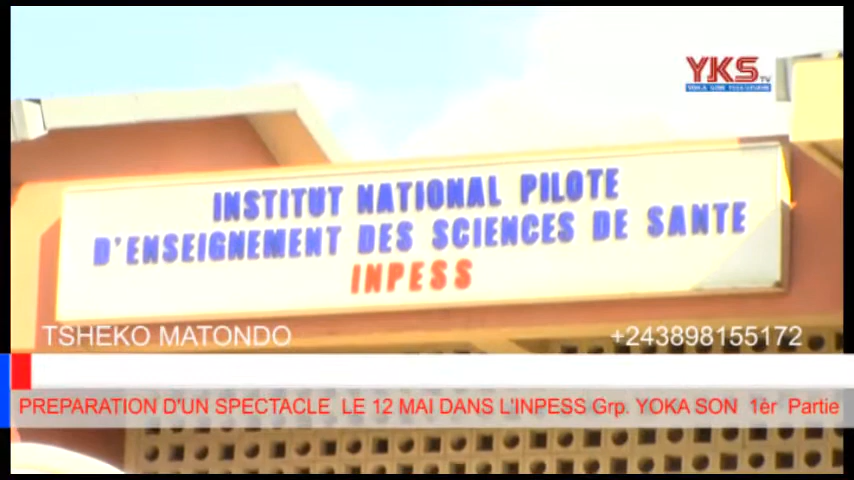 YKS TV
INSTITUT NATIONAL PILOTE
D'ENSEIGNEMENT DES SCIENCES DE SANTE
INPESS
TSHEKO MATONDO +243898155172
PREPARATION D'UN SPECTACLE LE 12 MAI DANS L'INPESS Grp. YOKA SON 1èr Partie